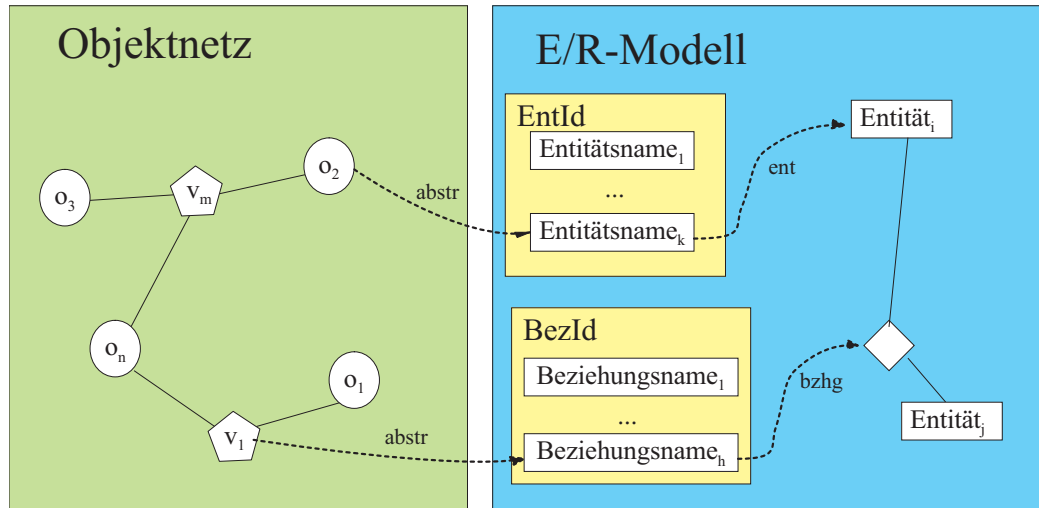 Objektnetz
o₃
vₘ
o₂
oₙ
o₁
v₁
abstr
abstr
E/R-Modell
EntId
Entitätsname₁
...
Entitätsnameₖ
ent
Entitätᵢ
BezId
Beziehungsname₁
...
Beziehungsnameₕ
bzhg
Entitätⱼ